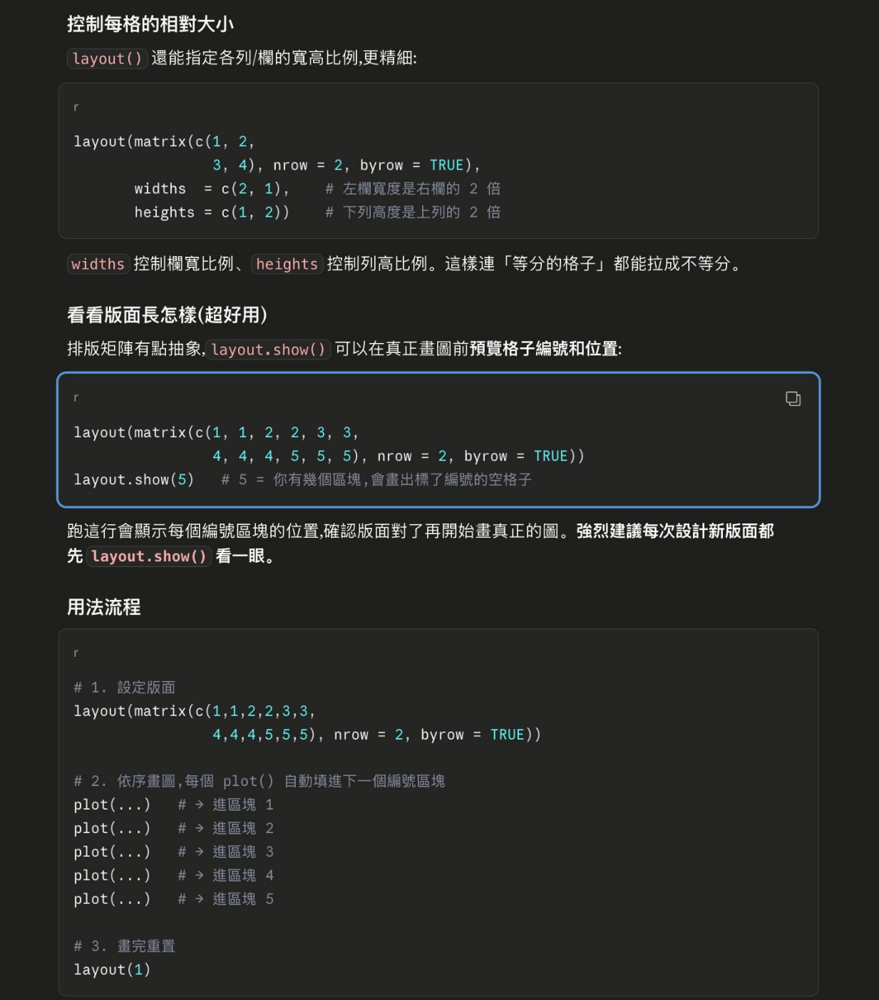 控制每格的相對大小
layout() 還能指定各列/欄的寬高比例,更精細:
r
layout(matrix(c(1, 2,
                3, 4), nrow = 2, byrow = TRUE),
       widths  = c(2, 1),    # 左欄寬度是右欄的 2 倍
       heights = c(1, 2))    # 下列高度是上列的 2 倍
widths 控制欄寬比例、heights 控制列高比例。這樣連「等分的格子」都能拉成不等分。
看看版面長怎樣(超好用)
排版矩陣有點抽象,layout.show() 可以在真正畫圖前預覽格子編號和位置:
r
layout(matrix(c(1, 1, 2, 2, 3, 3,
                4, 4, 4, 5, 5, 5), nrow = 2, byrow = TRUE))
layout.show(5)   # 5 = 你有幾個區塊,會畫出標了編號的空格子
跑這行會顯示每個編號區塊的位置,確認版面對了再開始畫真正的圖。強烈建議每次設計新版面都
先 layout.show() 看一眼。
用法流程
r
# 1. 設定版面
layout(matrix(c(1,1,2,2,3,3,
                4,4,4,5,5,5), nrow = 2, byrow = TRUE))
# 2. 依序畫圖,每個 plot() 自動填進下一個編號區塊
plot(...)   # → 進區塊 1
plot(...)   # → 進區塊 2
plot(...)   # → 進區塊 3
plot(...)   # → 進區塊 4
plot(...)   # → 進區塊 5
# 3. 畫完重置
layout(1)